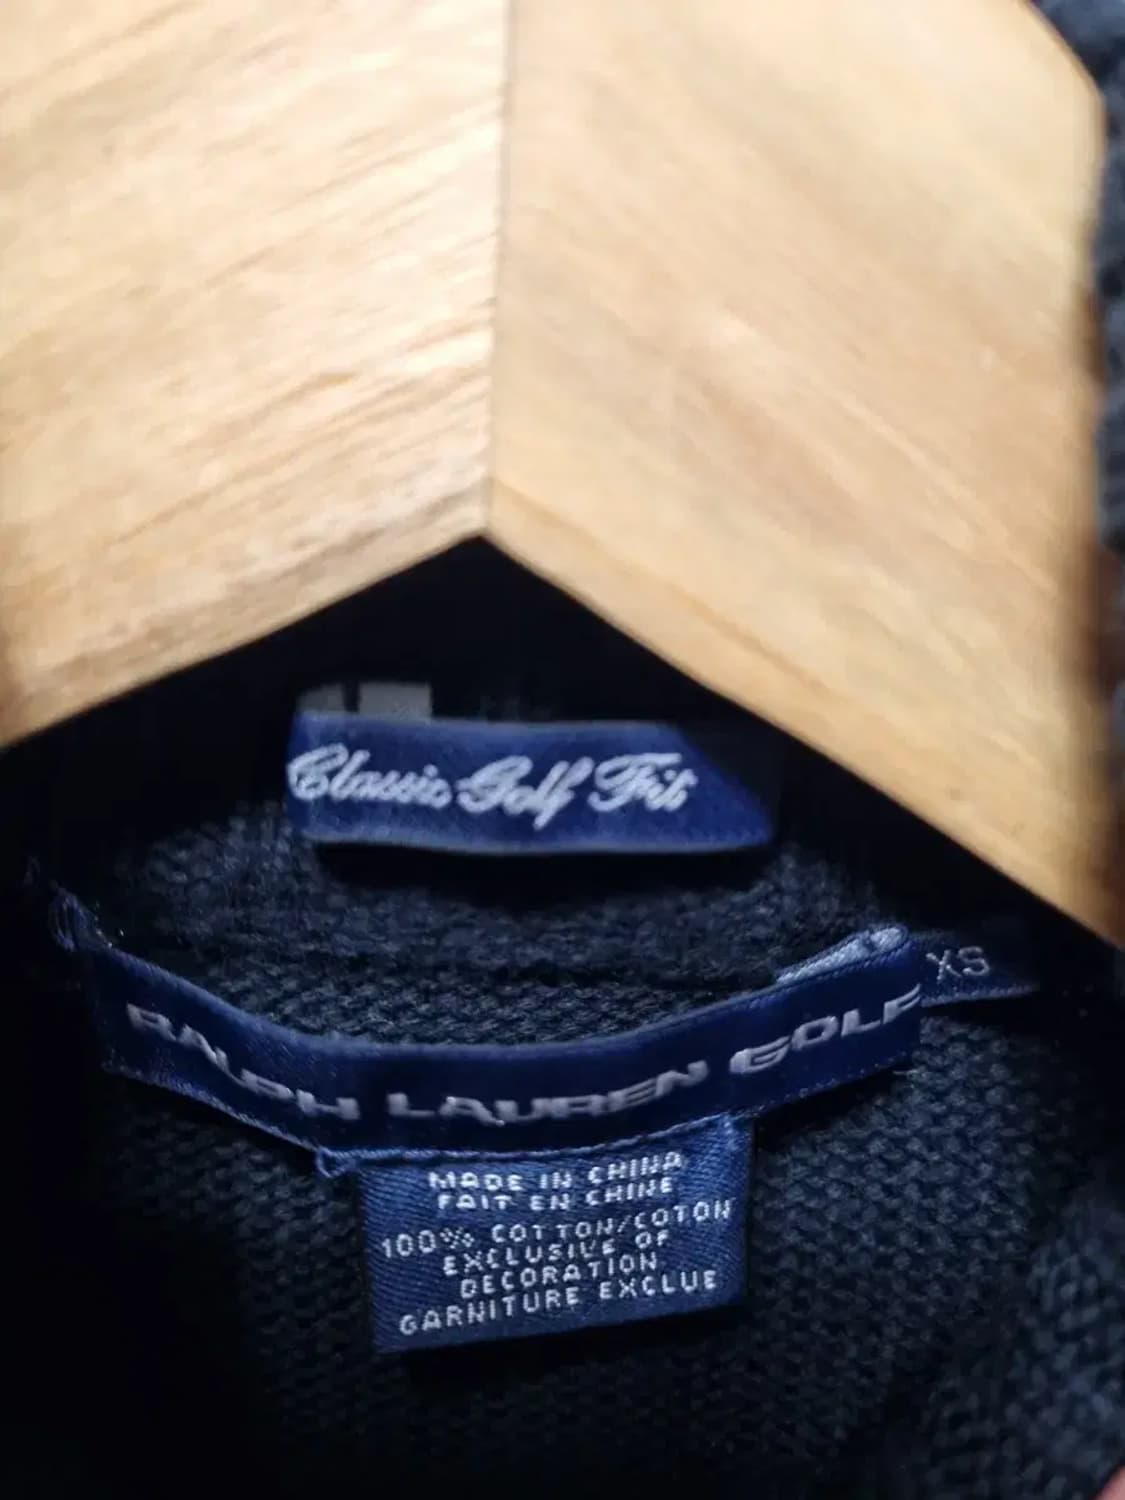 Classic Golf Fit
XS
RALPH LAUREN GOLF
MADE IN CHINA
FAIT EN CHINE
100% COTTON/COTON
EXCLUSIVE OF
DECORATION
GARNITURE EXCLUE